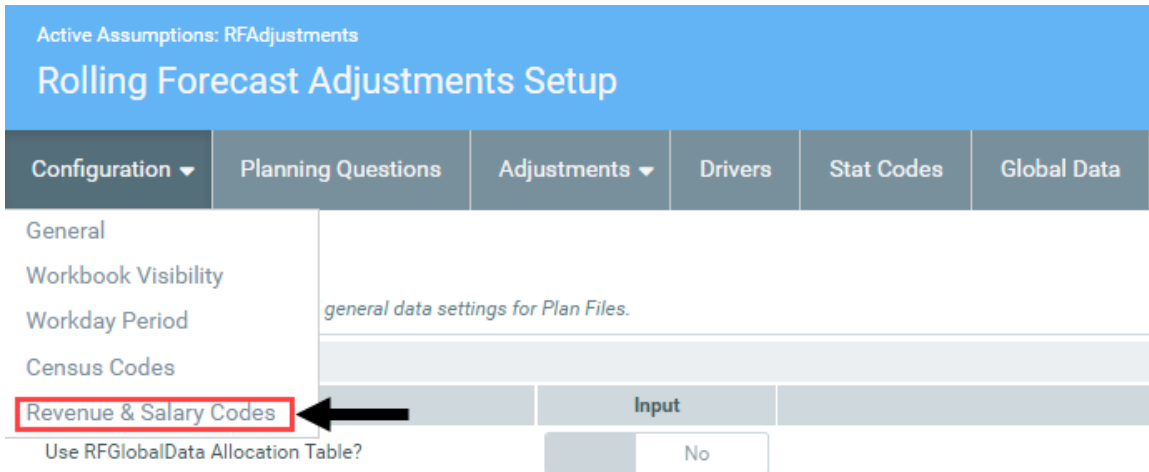 Active Assumptions: RFAdjustments
Rolling Forecast Adjustments Setup
Configuration Planning Questions Adjustments Drivers Stat Codes Global Data
General
Workbook Visibility
general data settings for Plan Files.
Workday Period
Census Codes
Revenue & Salary Codes
Input
Use RFGlobalData Allocation Table? No